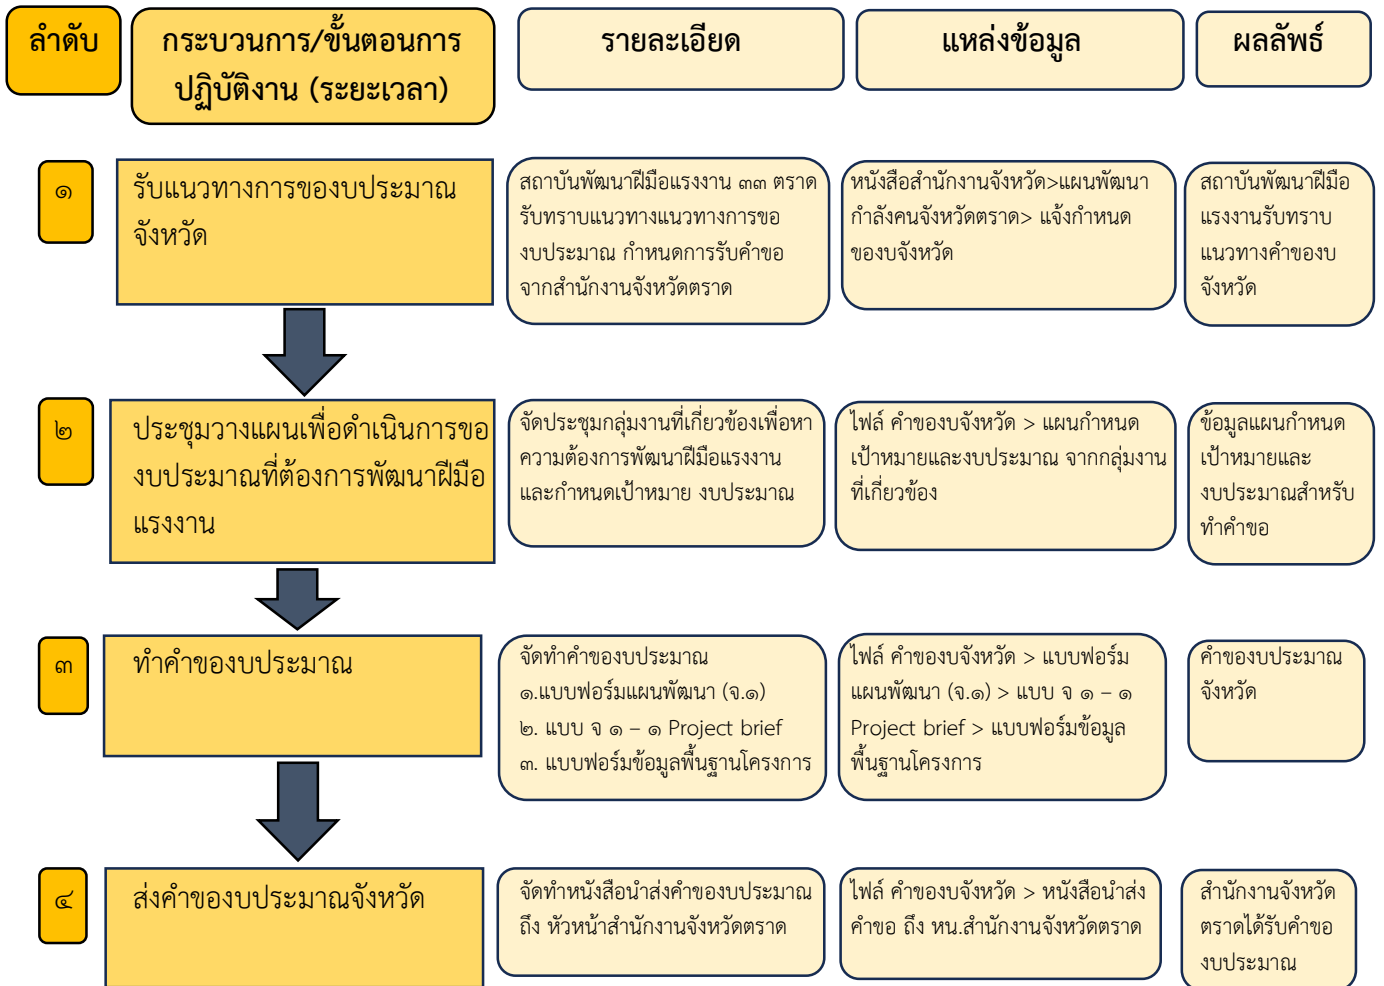 ลำดับ
กระบวนการ/ขั้นตอนการ
ปฏิบัติงาน (ระยะเวลา)
รายละเอียด
แหล่งข้อมูล
ผลลัพธ์
๑
รับแนวทางการของบประมาณ
จังหวัด
สถาบันพัฒนาฝีมือแรงงาน ๓๓ ตราด
รับทราบแนวทางแนวทางการขอ
งบประมาณ กำหนดการรับคำขอ
จากสำนักงานจังหวัดตราด
หนังสือสำนักงานจังหวัด>แผนพัฒนา
กำลังคนจังหวัดตราด> แจ้งกำหนด
ของบจังหวัด
สถาบันพัฒนาฝีมือ
แรงงานรับทราบ
แนวทางคำของบ
จังหวัด
๒
ประชุมวางแผนเพื่อดำเนินการขอ
งบประมาณที่ต้องการพัฒนาฝีมือ
แรงงาน
จัดประชุมกลุ่มงานที่เกี่ยวข้องเพื่อหา
ความต้องการพัฒนาฝีมือแรงงาน
และกำหนดเป้าหมาย งบประมาณ
ไฟล์ คำของบจังหวัด > แผนกำหนด
เป้าหมายและงบประมาณ จากกลุ่มงาน
ที่เกี่ยวข้อง
ข้อมูลแผนกำหนด
เป้าหมายและ
งบประมาณสำหรับ
ทำคำขอ
๓
ทำคำของบประมาณ
จัดทำคำของบประมาณ
๑.แบบฟอร์มแผนพัฒนา (จ.๑)
๒. แบบ จ ๑ – ๑ Project brief
๓. แบบฟอร์มข้อมูลพื้นฐานโครงการ
ไฟล์ คำของบจังหวัด > แบบฟอร์ม
แผนพัฒนา (จ.๑) > แบบ จ ๑ – ๑
Project brief > แบบฟอร์มข้อมูล
พื้นฐานโครงการ
คำของบประมาณ
จังหวัด
๔
ส่งคำของบประมาณจังหวัด
จัดทำหนังสือนำส่งคำของบประมาณ
ถึง หัวหน้าสำนักงานจังหวัดตราด
ไฟล์ คำของบจังหวัด > หนังสือนำส่ง
คำขอ ถึง หน.สำนักงานจังหวัดตราด
สำนักงานจังหวัด
ตราดได้รับคำขอ
งบประมาณ